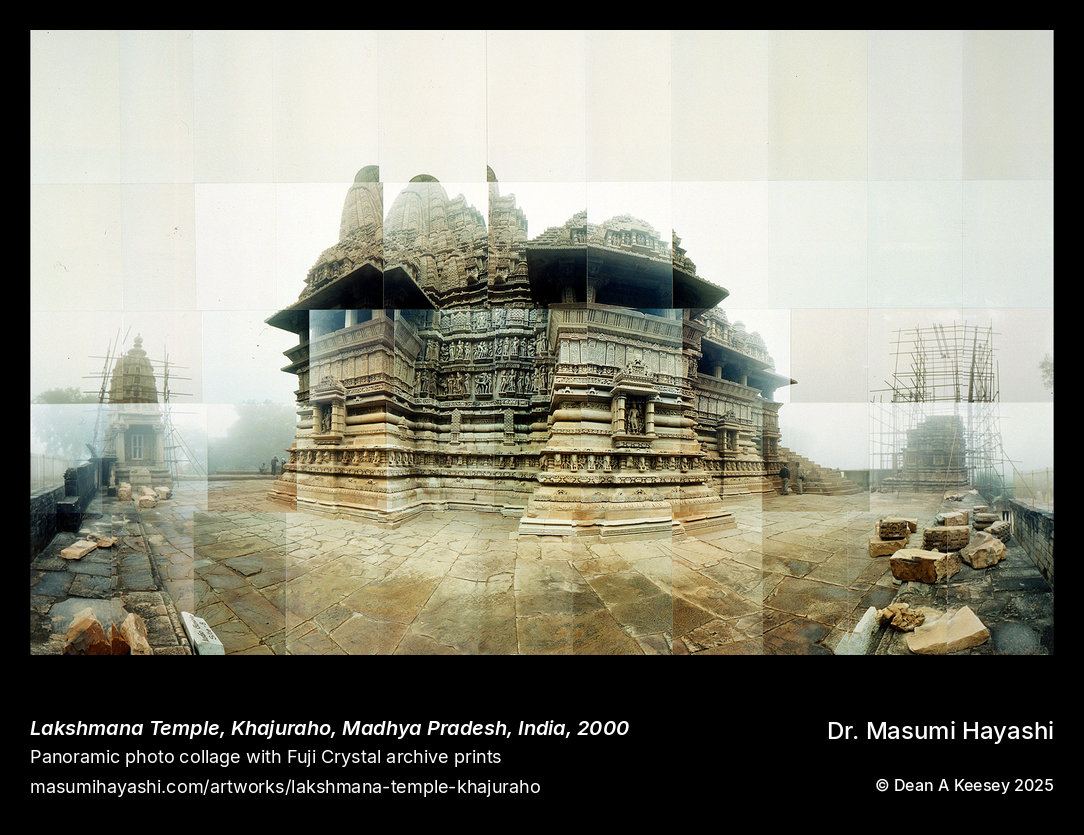 Lakshmana Temple, Khajuraho, Madhya Pradesh, India, 2000
Panoramic photo collage with Fuji Crystal archive prints
masumihayashi.com/artworks/lakshmana-temple-khajuraho
Dr. Masumi Hayashi
© Dean A Keesey 2025